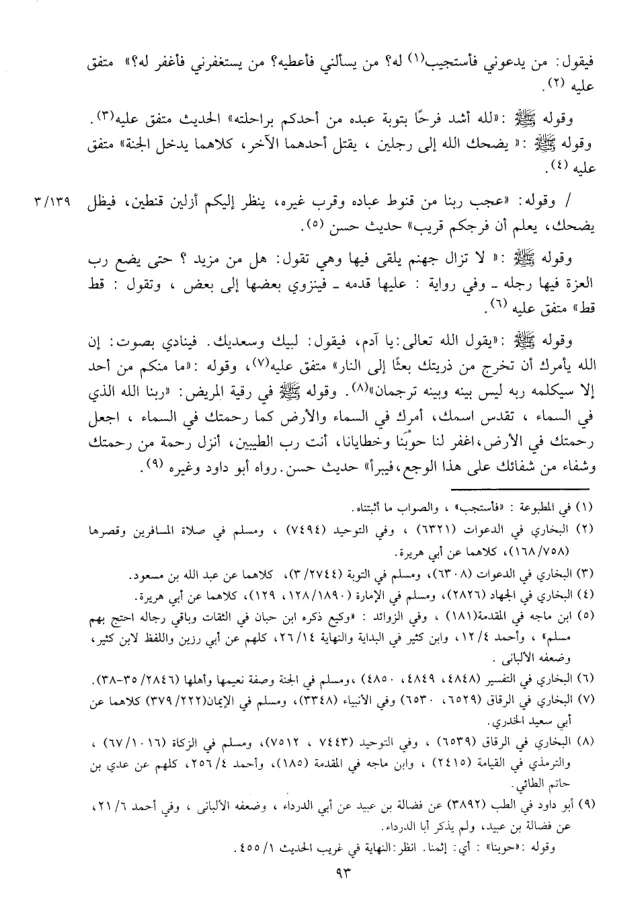 فيقول: من يدعوني فأستجيب(١) له؟ من يسألني فأعطيه؟ من يستغفرني فأغفر له؟» متفق
عليه (٢).
وقوله ﷺ :«لله أشد فرحًا بتوبة عبده من أحدكم براحلته» الحديث متفق عليه(٣).
وقوله ﷺ :« يضحك الله إلى رجلين ، يقتل أحدهما الآخر، كلاهما يدخل الجنة» متفق
عليه (٤).
/ وقوله: «عجب ربنا من قنوط عباده وقرب غيره، ينظر إليكم أزلين قنطين، فيظل ٣/١٣٩
يضحك، يعلم أن فرجكم قريب» حديث حسن (٥).
وقوله ﷺ :« لا تزال جهنم يلقى فيها وهي تقول: هل من مزيد ؟ حتى يضع رب
العزة فيها رجله ـ وفي رواية : عليها قدمه ـ فينزوي بعضها إلى بعض ، وتقول : قط
قط» متفق عليه (٦).
وقوله ﷺ :«يقول الله تعالى:يا آدم، فيقول: لبيك وسعديك. فينادي بصوت: إن
الله يأمرك أن تخرج من ذريتك بعثًا إلى النار» متفق عليه(٧)، وقوله :«ما منكم من أحد
إلا سيكلمه ربه ليس بينه وبينه ترجمان»(٨). وقوله ﷺ في رقية المريض: «ربنا الله الذي
في السماء ، تقدس اسمك، أمرك في السماء والأرض كما رحمتك في السماء ، اجعل
رحمتك في الأرض،اغفر لنا حوبَنا وخطايانا، أنت رب الطيبين، أنزل رحمة من رحمتك
وشفاء من شفائك على هذا الوجع،فيبرأ» حديث حسن.رواه أبو داود وغيره (٩).
(١) في المطبوعة : «فأستجب» ، والصواب ما أثبتناه.
(٢) البخاري في الدعوات (٦٣٢١) ، وفي التوحيد (٧٤٩٤) ، ومسلم في صلاة المسافرين وقصرها
(١٦٨/٧٥٨)، كلاهما عن أبي هريرة.
(٣) البخاري في الدعوات (٦٣٠٨)، ومسلم في التوبة (٣/٢٧٤٤)، كلاهما عن عبد الله بن مسعود.
(٤) البخاري في الجهاد (٢٨٢٦)، ومسلم في الإمارة (١٢٨/١٨٩٠، ١٢٩)، كلاهما عن أبي هريرة.
(٥) ابن ماجه في المقدمة(١٨١) ، وفي الزوائد : «وكيع ذكره ابن حبان في الثقات وباقي رجاله احتج بهم
مسلم» ، وأحمد ١٢/٤، وابن كثير في البداية والنهاية ٢٦/١٤، كلهم عن أبي رزين واللفظ لابن كثير،
وضعفه الألباني .
(٦) البخاري في التفسير (٤٨٤٨، ٤٨٤٩، ٤٨٥٠) ،ومسلم في الجنة وصفة نعيمها وأهلها (٣٥/٢٨٤٦-٣٨).
(٧) البخاري في الرقاق (٦٥٢٩، ٦٥٣٠) وفي الأنبياء (٣٣٤٨)، ومسلم في الإيمان(٣٧٩/٢٢٢) كلاهما عن
أبي سعيد الخدري.
(٨) البخاري في الرقاق (٦٥٣٩) ، وفي التوحيد (٧٤٤٣ ، ٧٥١٢)، ومسلم في الزكاة (٦٧/١٠١٦) ،
والترمذي في القيامة (٢٤١٥) ، وابن ماجه في المقدمة (١٨٥)، وأحمد ٢٥٦/٤، كلهم عن عدي بن
حاتم الطائي.
(٩) أبو داود في الطب (٣٨٩٢) عن فضالة بن عبيد عن أبي الدرداء ، وضعفه الألباني ، وفي أحمد ٢١/٦،
عن فضالة بن عبيد، ولم يذكر أبا الدرداء.
وقوله :«حوبنا» : أي: إثمنا. انظر:النهاية في غريب الحديث ٤٥٥/١.
٩٣